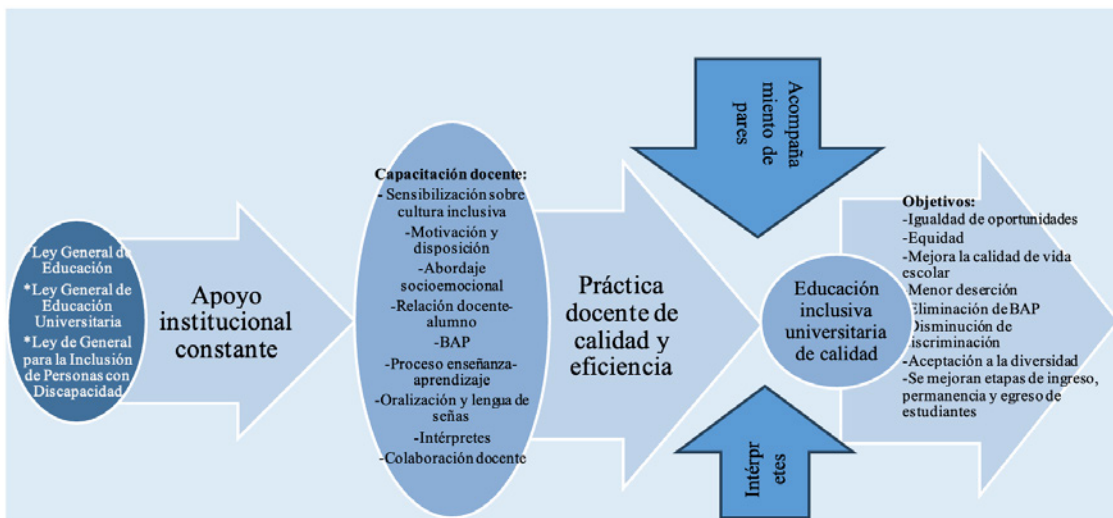 *Ley General de
Educación
*Ley General de
Educación
Universitaria
*Ley de General
para la Inclusión
de Personas con
Discapacidad
Apoyo
institucional
constante
Capacitación docente:
- Sensibilización sobre
cultura inclusiva
-Motivación y
disposición
-Abordaje
socioemocional
-Relación docente-
alumno
-BAP
-Proceso enseñanza-
aprendizaje
-Oralización y lengua de
señas
-Intérpretes
-Colaboración docente
Práctica
docente de
calidad y
eficiencia
Acompaña
miento de
pares
Intérpr
etes
Educación
inclusiva
universitaria
de calidad
Objetivos:
-Igualdad de oportunidades
-Equidad
-Mejora la calidad de vida
escolar
-Menor deserción
-Eliminación de BAP
-Disminución de
discriminación
-Aceptación a la diversidad
-Se mejoran etapas de ingreso,
permanencia y egreso de
estudiantes